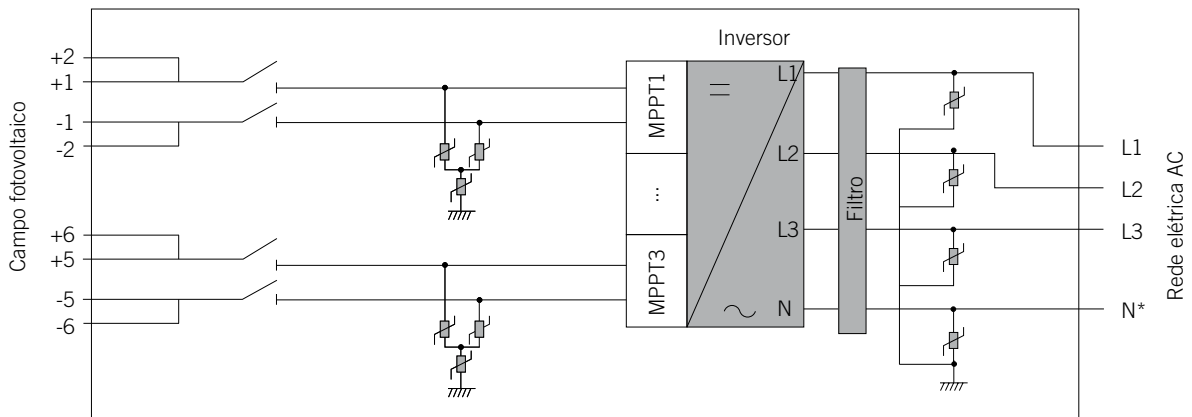 Inversor
Campo fotovoltaico
+2
+1
-1
-2
+6
+5
-5
-6
MPPT1
...
MPPT3
L1
L2
L3
N
Filtro
L1
L2
L3
N*
Rede elétrica AC